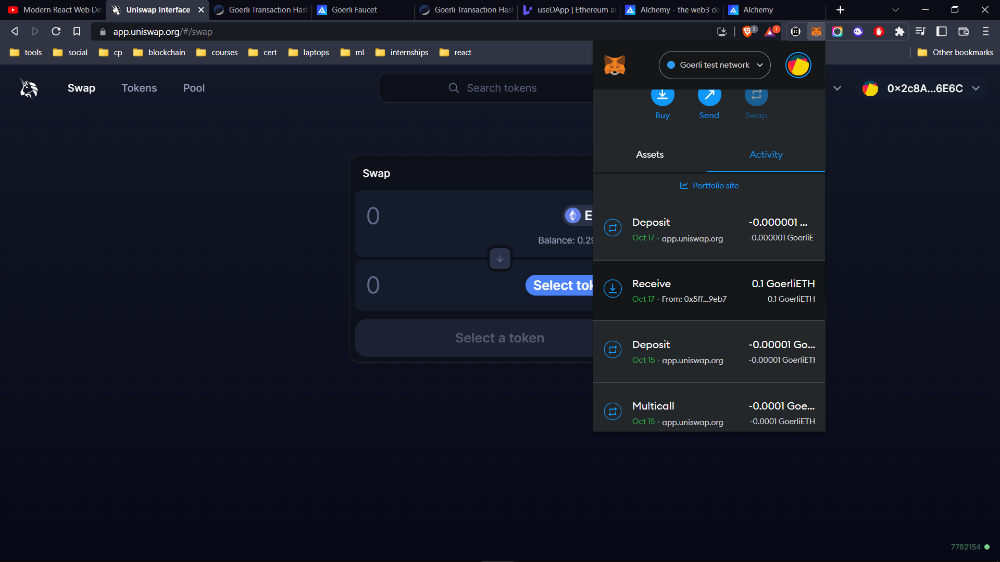 Modern React Web De
Uniswap Interface
Goerli Transaction Hash
Goerli Faucet
Goerli Transaction Hash
useDApp | Ethereum ar
Alchemy - the web3 de
Alchemy
app.uniswap.org/#/swap
2
1
tools
social
cp
blockchain
courses
cert
laptops
ml
internships
react
Other bookmarks
Swap
Tokens
Pool
Search tokens
Goerli test network
0x2c8A...6E6C
Buy
Send
Swap
Assets
Activity
Portfolio site
Swap
0
E
Balance: 0.29
0
Select tok
Select a token
Deposit
-0.000001 ...
Oct 17 · app.uniswap.org
-0.000001 GoerliET
Receive
0.1 GoerliETH
Oct 17 · From: 0x5ff...9eb7
0.1 GoerliETH
Deposit
-0.00001 Go...
Oct 15 · app.uniswap.org
-0.00001 GoerliETH
Multicall
-0.0001 Goe...
Oct 15 · app.uniswap.org
-0.0001 GoerliETH
7782154